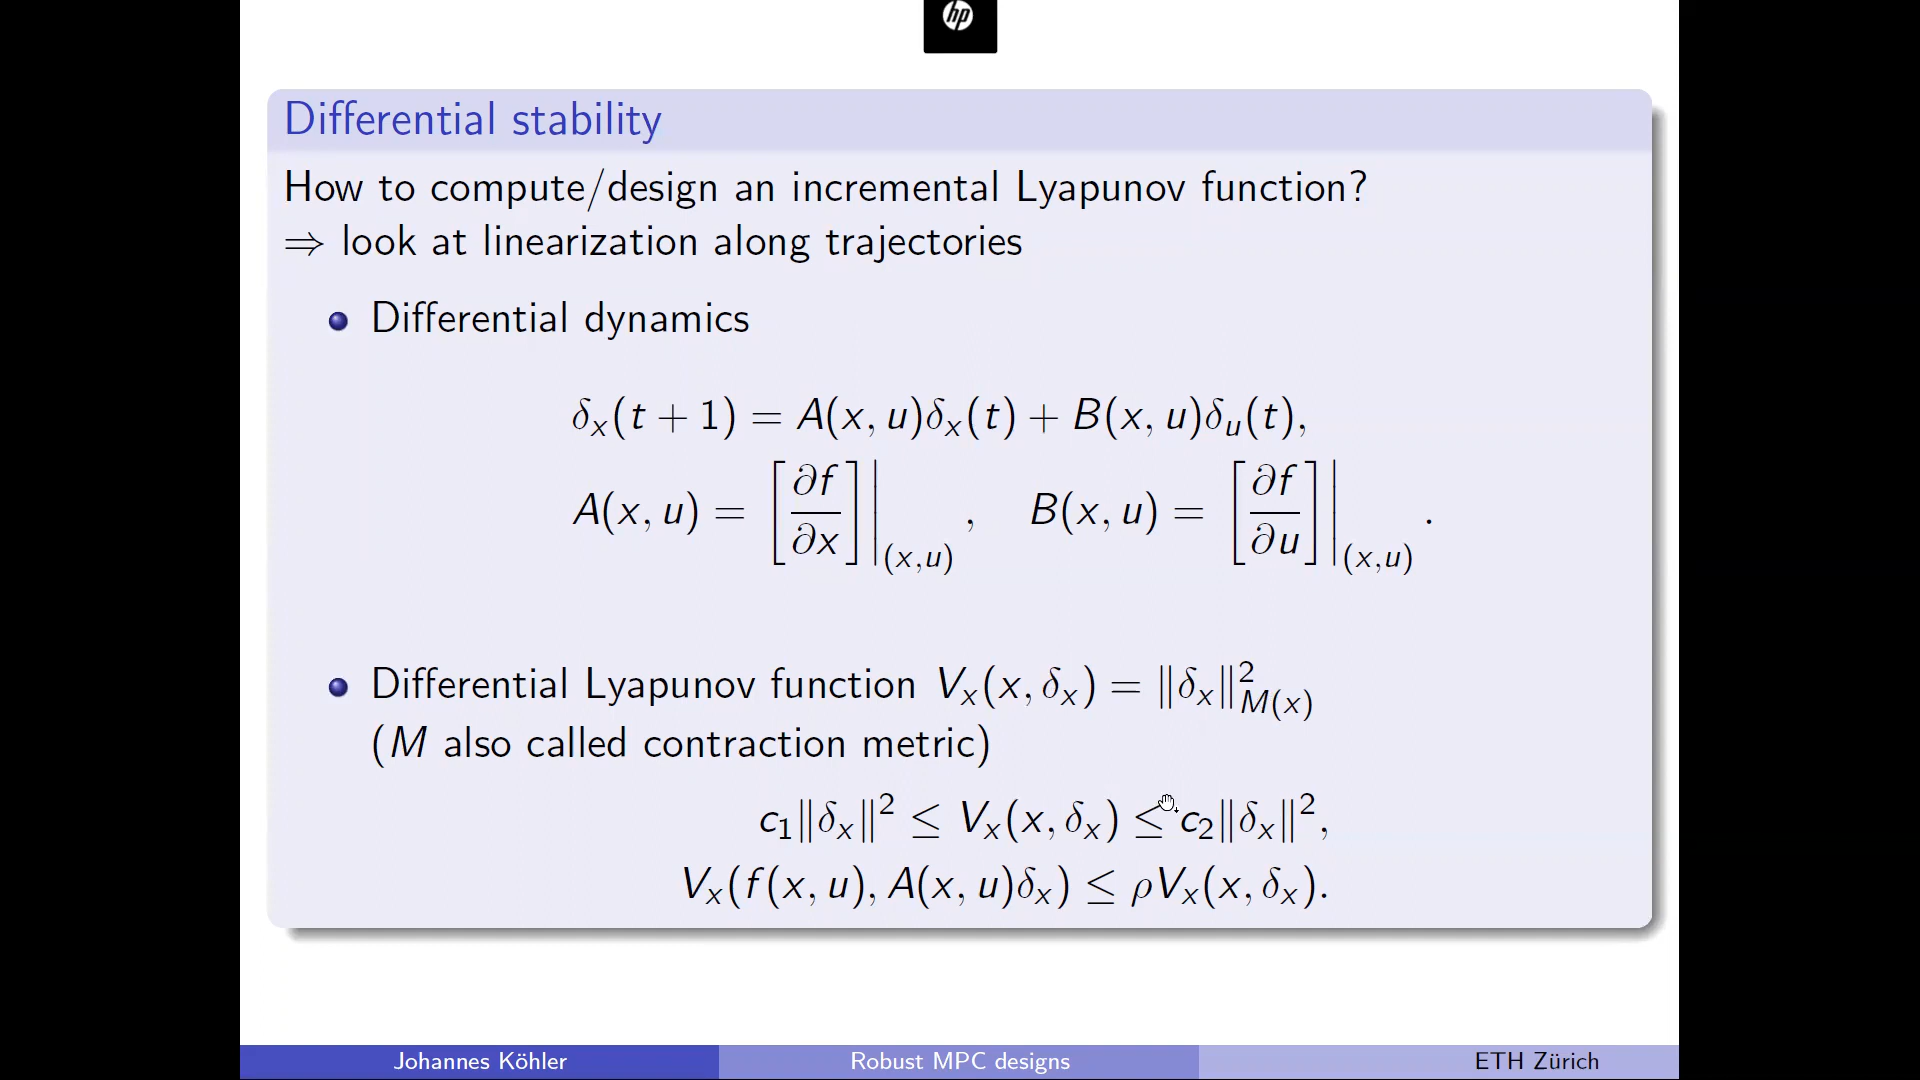 hp
Differential stability
How to compute/design an incremental Lyapunov function?
⇒ look at linearization along trajectories
• Differential dynamics
δ_x(t + 1) = A(x, u)δ_x(t) + B(x, u)δ_u(t),
A(x, u) = [∂f/∂x]|_(x,u) , B(x, u) = [∂f/∂u]|_(x,u) .
• Differential Lyapunov function V_x(x, δ_x) = ‖δ_x‖²_M(x)
(M also called contraction metric)
c₁‖δ_x‖² ≤ V_x(x, δ_x) ≤ c₂‖δ_x‖²,
V_x(f(x, u), A(x, u)δ_x) ≤ ρV_x(x, δ_x).
Johannes Köhler Robust MPC designs ETH Zürich